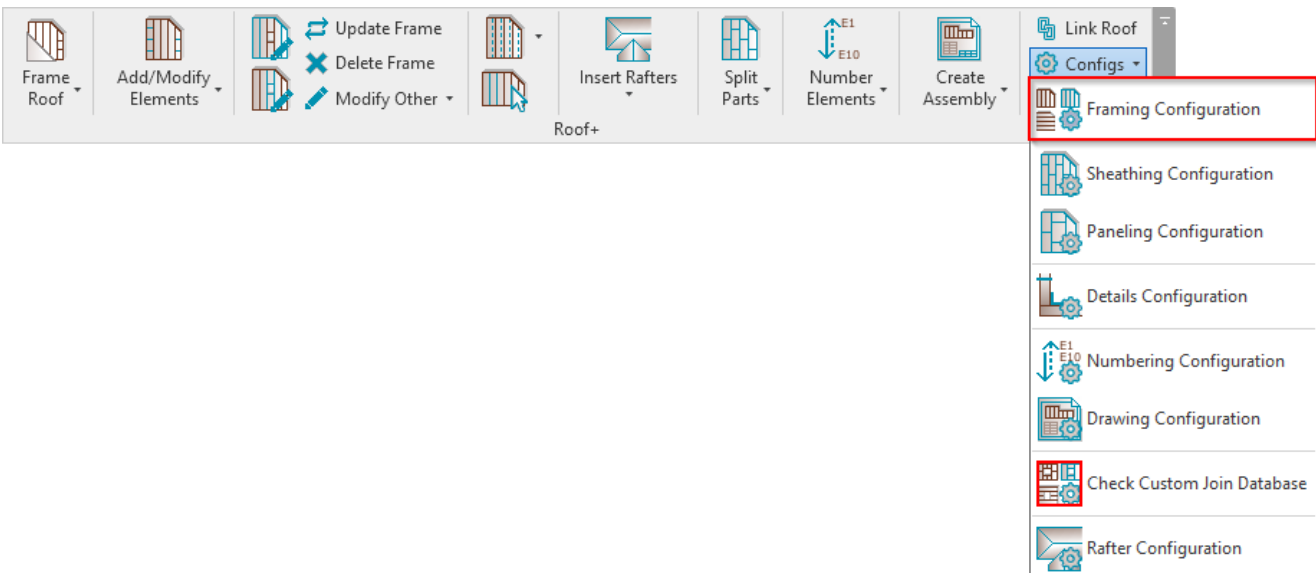 Frame
Roof
Add/Modify
Elements
Update Frame
Delete Frame
Modify Other
Insert Rafters
Split
Parts
E1
E10
Number
Elements
Create
Assembly
Link Roof
Configs
Roof+
Framing Configuration
Sheathing Configuration
Paneling Configuration
Details Configuration
E1
E10
Numbering Configuration
Drawing Configuration
Check Custom Join Database
Rafter Configuration